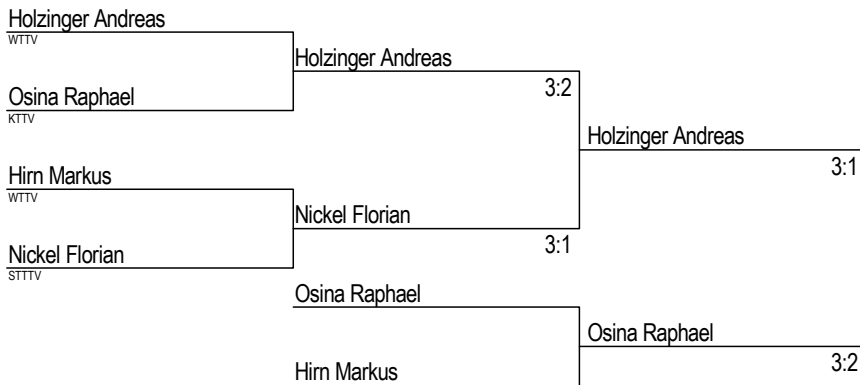 Holzinger Andreas
WTTV
Holzinger Andreas
3:2
Osina Raphael
KTTV
Holzinger Andreas
3:1
Hirn Markus
WTTV
Nickel Florian
3:1
Nickel Florian
STTTV
Osina Raphael
Osina Raphael
3:2
Hirn Markus